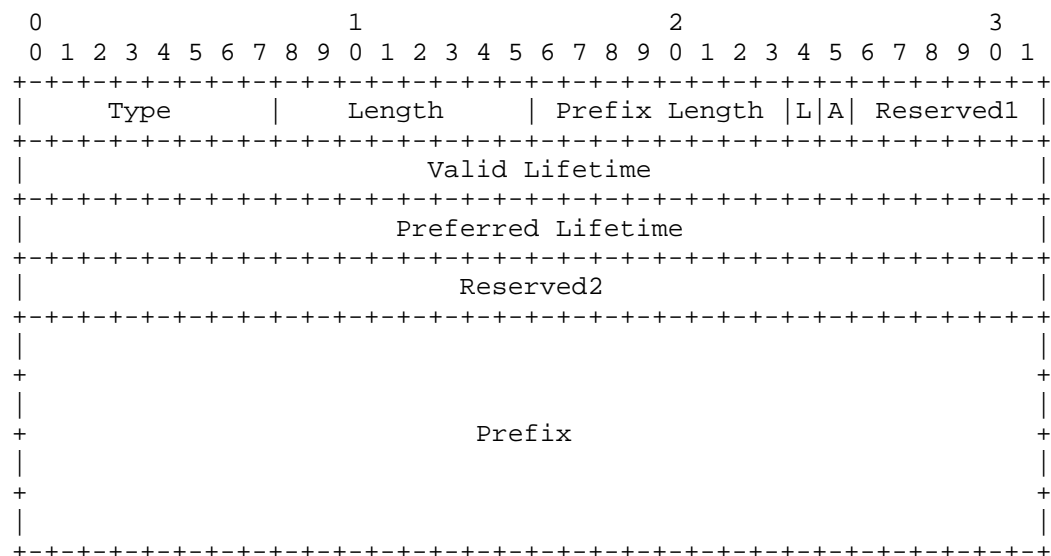 0                   1                   2                   3
 0 1 2 3 4 5 6 7 8 9 0 1 2 3 4 5 6 7 8 9 0 1 2 3 4 5 6 7 8 9 0 1
+-+-+-+-+-+-+-+-+-+-+-+-+-+-+-+-+-+-+-+-+-+-+-+-+-+-+-+-+-+-+-+-+
|     Type      |    Length     | Prefix Length |L|A| Reserved1 |
+-+-+-+-+-+-+-+-+-+-+-+-+-+-+-+-+-+-+-+-+-+-+-+-+-+-+-+-+-+-+-+-+
|                         Valid Lifetime                        |
+-+-+-+-+-+-+-+-+-+-+-+-+-+-+-+-+-+-+-+-+-+-+-+-+-+-+-+-+-+-+-+-+
|                       Preferred Lifetime                      |
+-+-+-+-+-+-+-+-+-+-+-+-+-+-+-+-+-+-+-+-+-+-+-+-+-+-+-+-+-+-+-+-+
|                           Reserved2                           |
+-+-+-+-+-+-+-+-+-+-+-+-+-+-+-+-+-+-+-+-+-+-+-+-+-+-+-+-+-+-+-+-+
|                                                               |
+                                                               +
|                                                               |
+                            Prefix                             +
|                                                               |
+                                                               +
|                                                               |
+-+-+-+-+-+-+-+-+-+-+-+-+-+-+-+-+-+-+-+-+-+-+-+-+-+-+-+-+-+-+-+-+